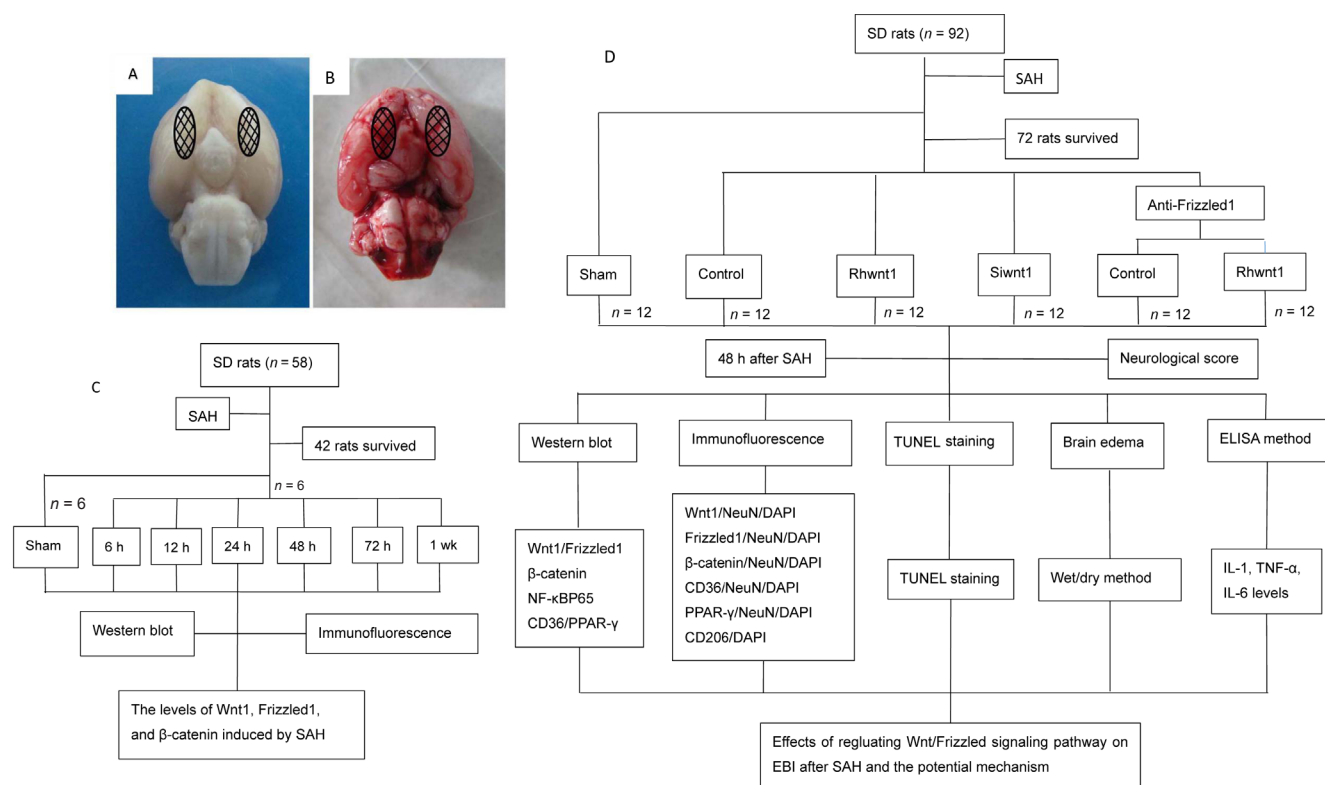 A
B
C
SD rats (n = 58)
SAH
42 rats survived
n = 6
n = 6
Sham
6 h
12 h
24 h
48 h
72 h
1 wk
Western blot
Immunofluorescence
The levels of Wnt1, Frizzled1,
and β-catenin induced by SAH
D
SD rats (n = 92)
SAH
72 rats survived
Anti-Frizzled1
Sham
Control
Rhwnt1
Siwnt1
Control
Rhwnt1
n = 12
n = 12
n = 12
n = 12
n = 12
n = 12
48 h after SAH
Neurological score
Western blot
Immunofluorescence
TUNEL staining
Brain edema
ELISA method
Wnt1/Frizzled1
β-catenin
NF-κBP65
CD36/PPAR-γ
Wnt1/NeuN/DAPI
Frizzled1/NeuN/DAPI
β-catenin/NeuN/DAPI
CD36/NeuN/DAPI
PPAR-γ/NeuN/DAPI
CD206/DAPI
TUNEL staining
Wet/dry method
IL-1, TNF-α,
IL-6 levels
Effects of regluating Wnt/Frizzled signaling pathway on
EBI after SAH and the potential mechanism